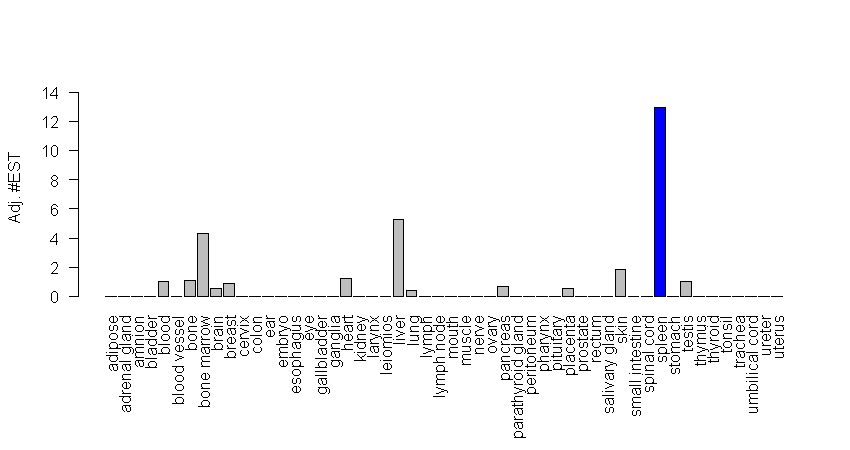 Adj. #EST
14
12
10
8
6
4
2
0
adipose
adrenal gland
amnion
bladder
blood
blood vessel
bone
bone marrow
brain
breast
cervix
colon
ear
embryo
esophagus
eye
gallbladder
ganglia
heart
kidney
larynx
leiomios
liver
lung
lymph
lymph node
mouth
muscle
nerve
ovary
pancreas
parathyroid gland
peritoneum
pharynx
pituitary
placenta
prostate
rectum
salivary gland
skin
small intestine
spinal cord
spleen
stomach
testis
thymus
thyroid
tonsil
trachea
umbilical cord
ureter
uterus